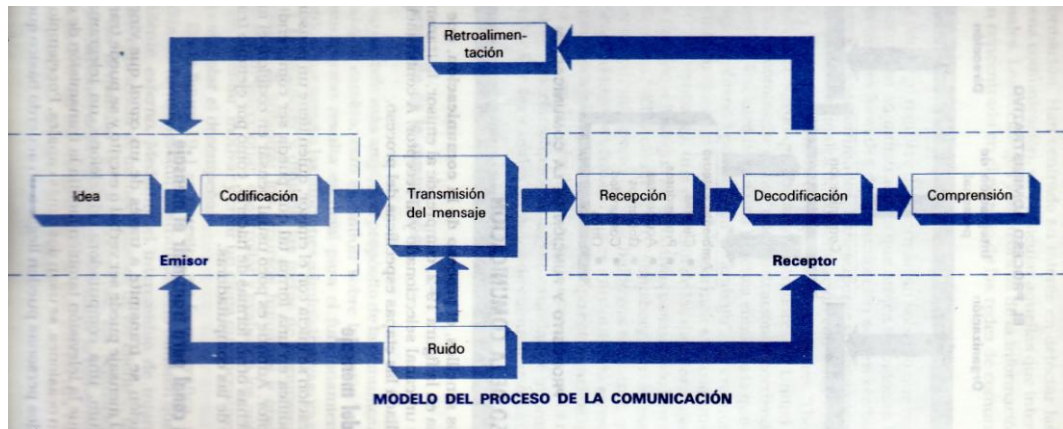 Retroalimen-
tación
Idea
Codificación
Transmisión
del mensaje
Recepción
Decodificación
Comprensión
Emisor
Receptor
Ruido
MODELO DEL PROCESO DE LA COMUNICACIÓN